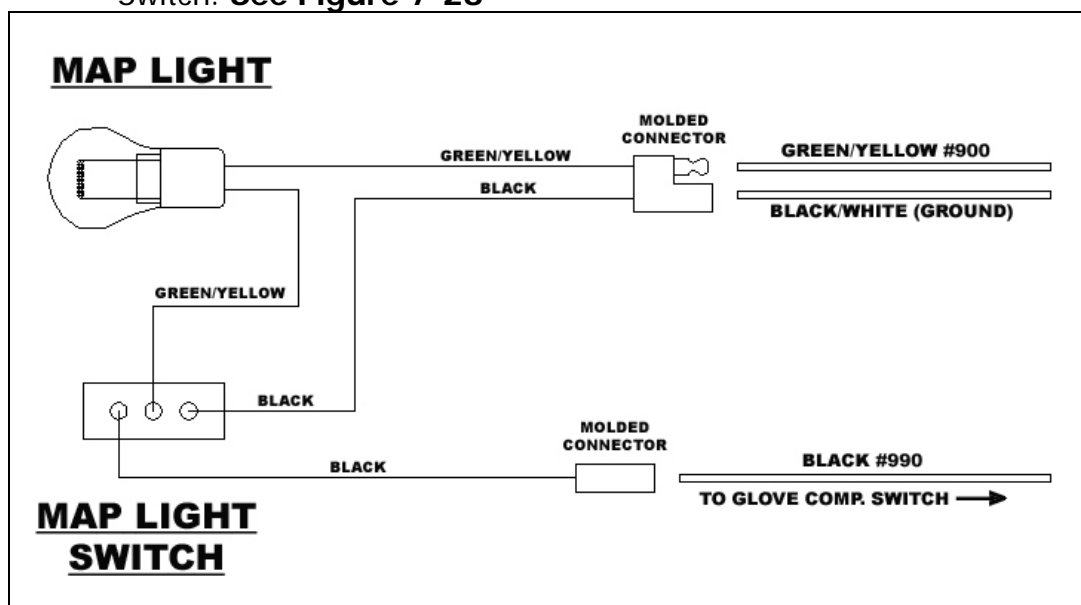 switch. See Figure 7-28
MAP LIGHT
MOLDED
CONNECTOR
GREEN/YELLOW
GREEN/YELLOW #900
BLACK
BLACK/WHITE (GROUND)
GREEN/YELLOW
BLACK
MOLDED
CONNECTOR
BLACK
BLACK #990
TO GLOVE COMP. SWITCH
MAP LIGHT
SWITCH